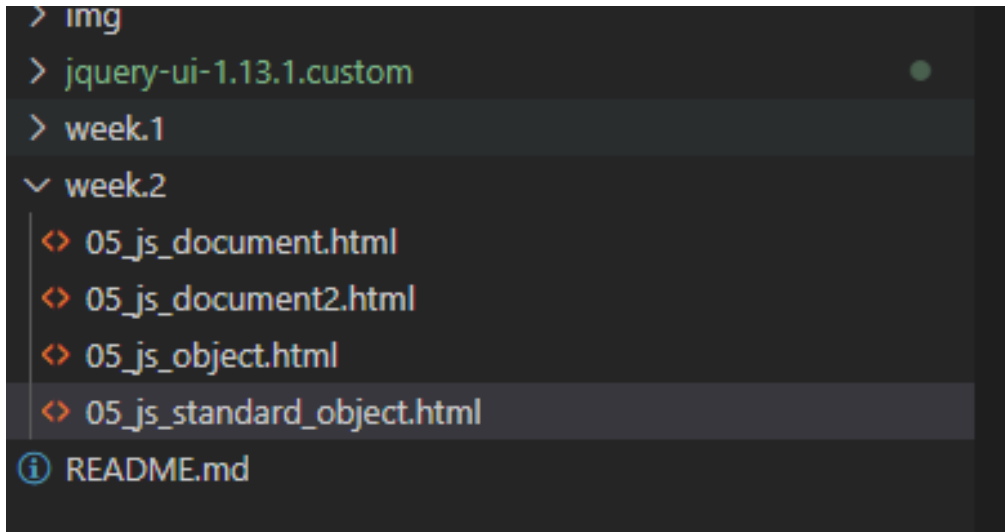 img
jquery-ui-1.13.1.custom
week.1
week.2
05_js_document.html
05_js_document2.html
05_js_object.html
05_js_standard_object.html
README.md